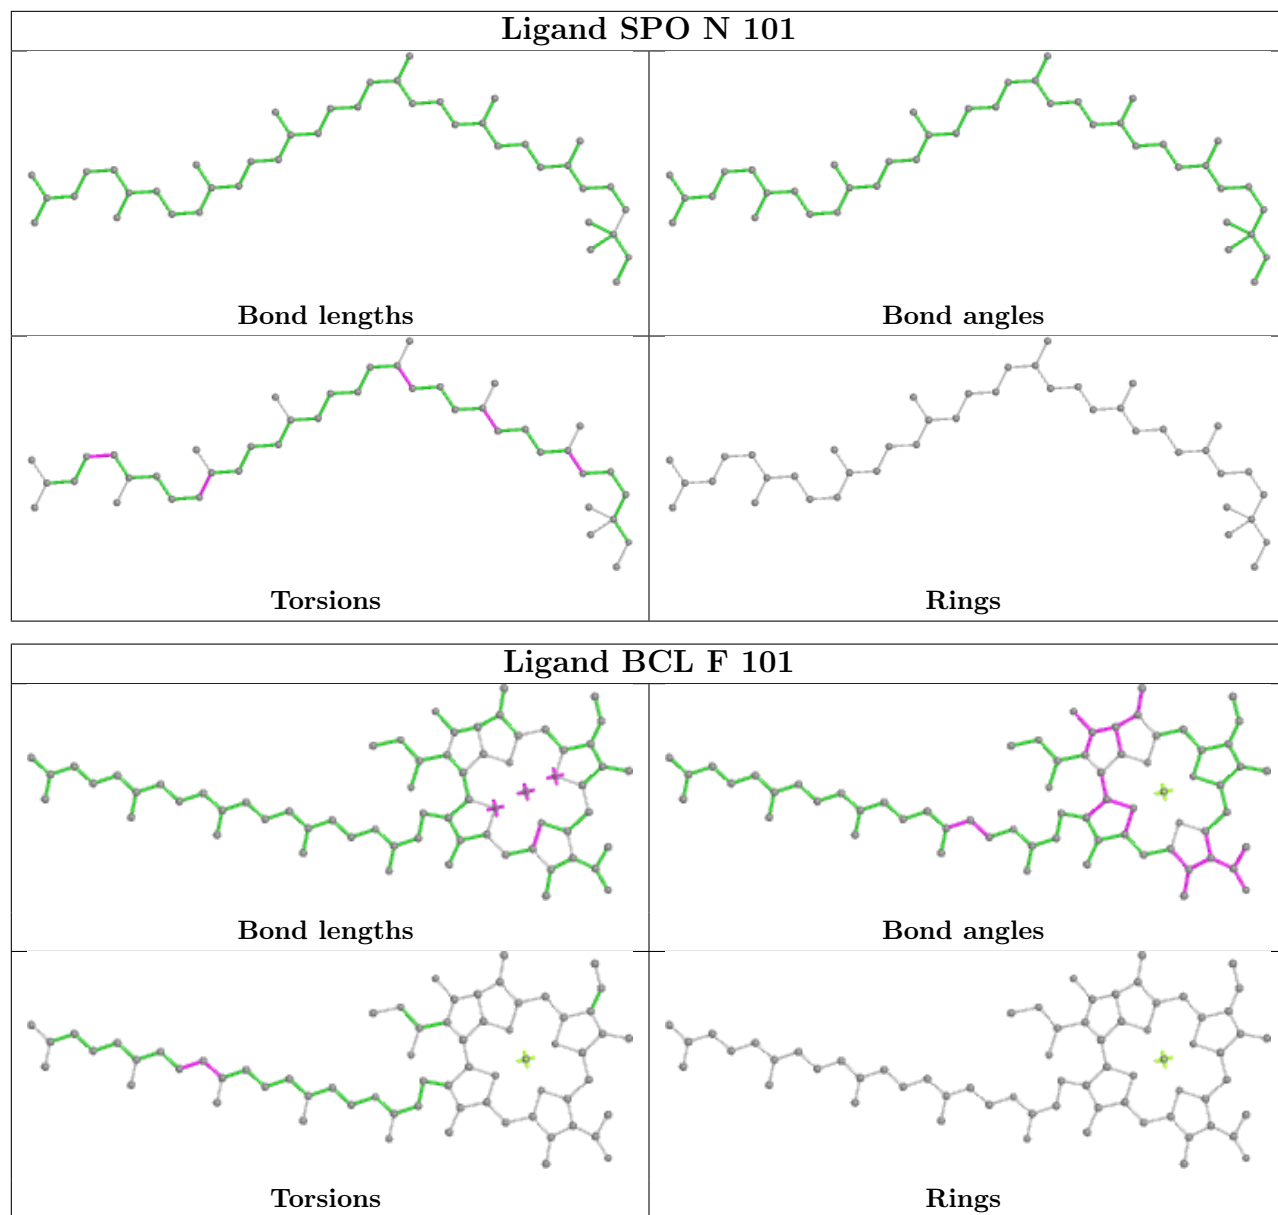 Ligand SPO N 101
Bond lengths
Bond angles
Torsions
Rings
Ligand BCL F 101
Bond lengths
Bond angles
Torsions
Rings